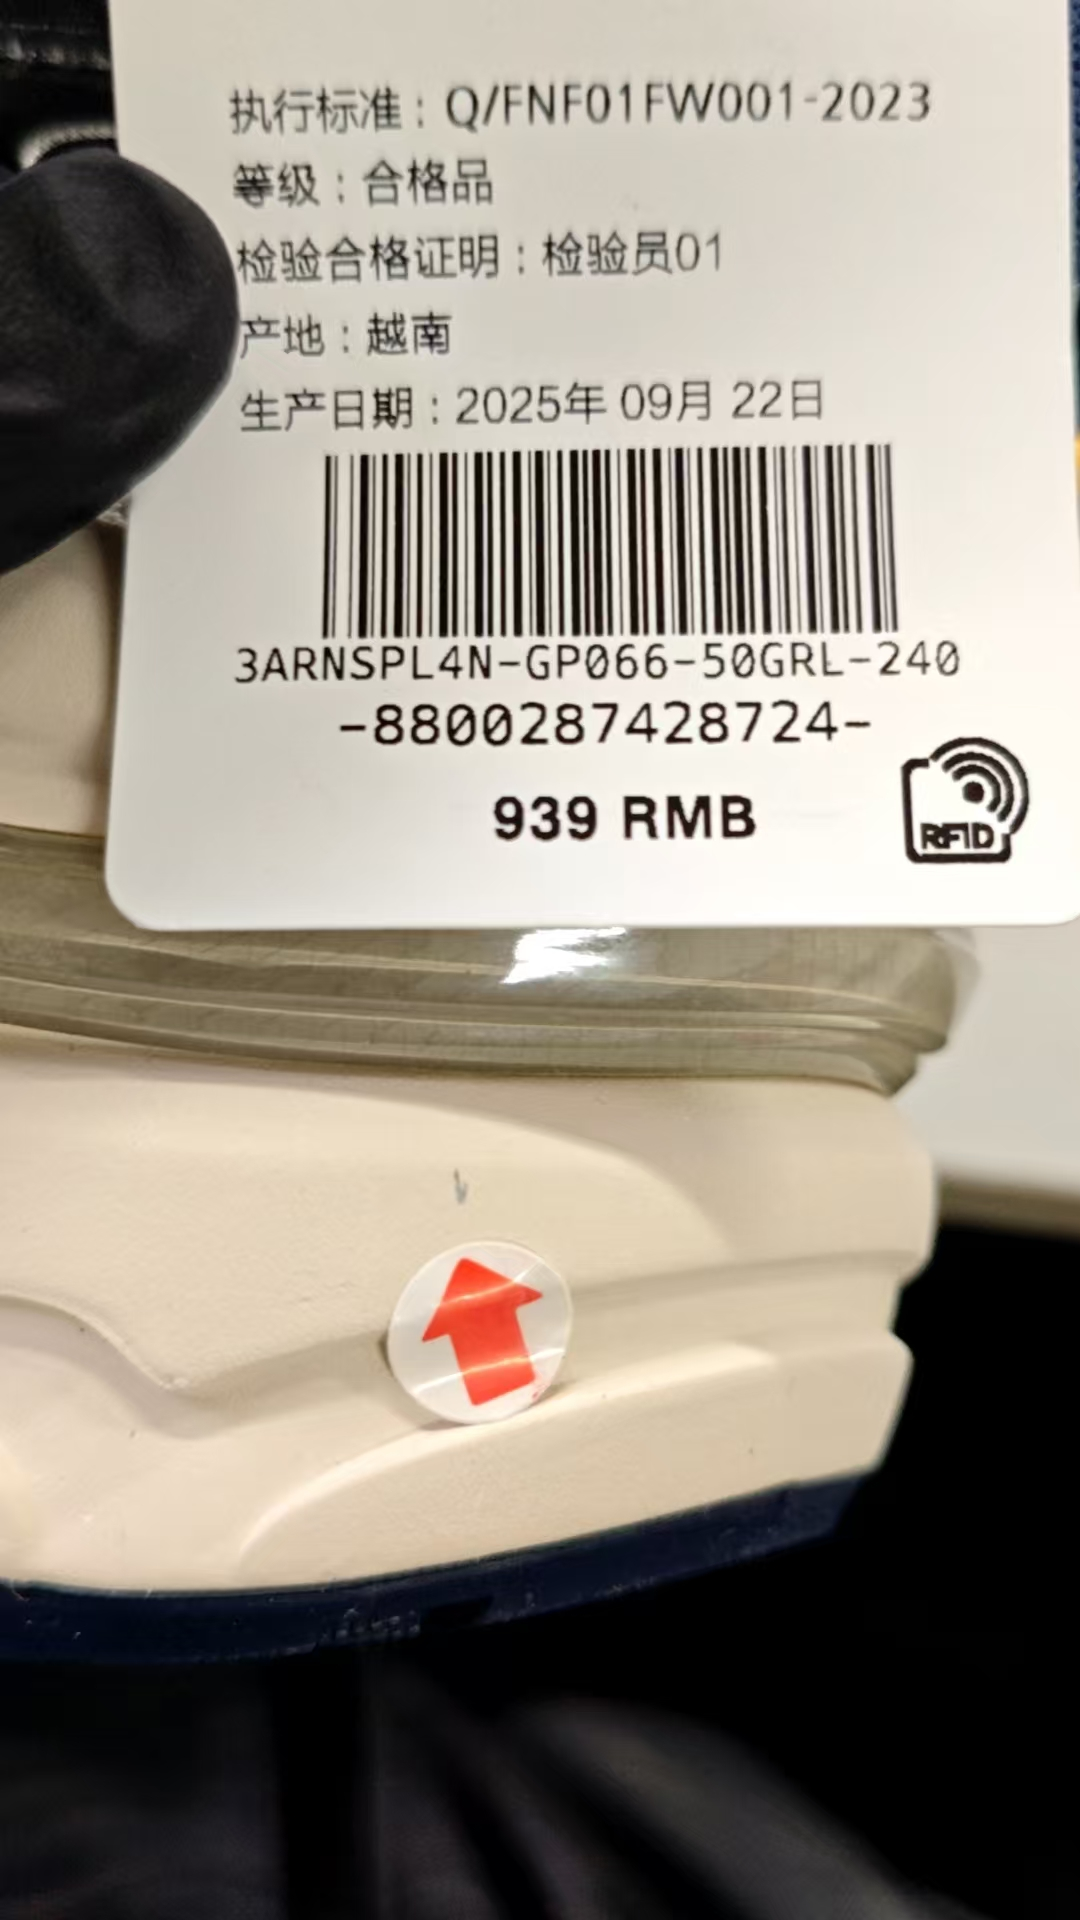 执行标准：Q/FNF01FW001-2023
等级：合格品
检验合格证明：检验员01
产地：越南
生产日期：2025年 09月 22日
3ARNSPL4N-GP066-50GRL-240
-8800287428724-
939 RMB
RFID